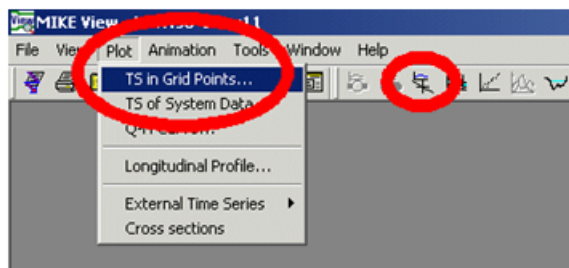 MIKE View
File View Plot Animation Tools Window Help
TS in Grid Points...
TS of System Data
Longitudinal Profile...
External Time Series
Cross sections